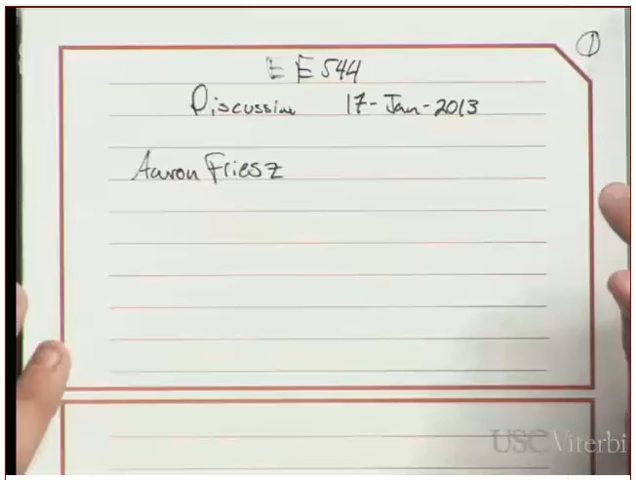 ①
EE 544
Discussion 17-Jan-2013
Aaron Friesz
USC Viterbi